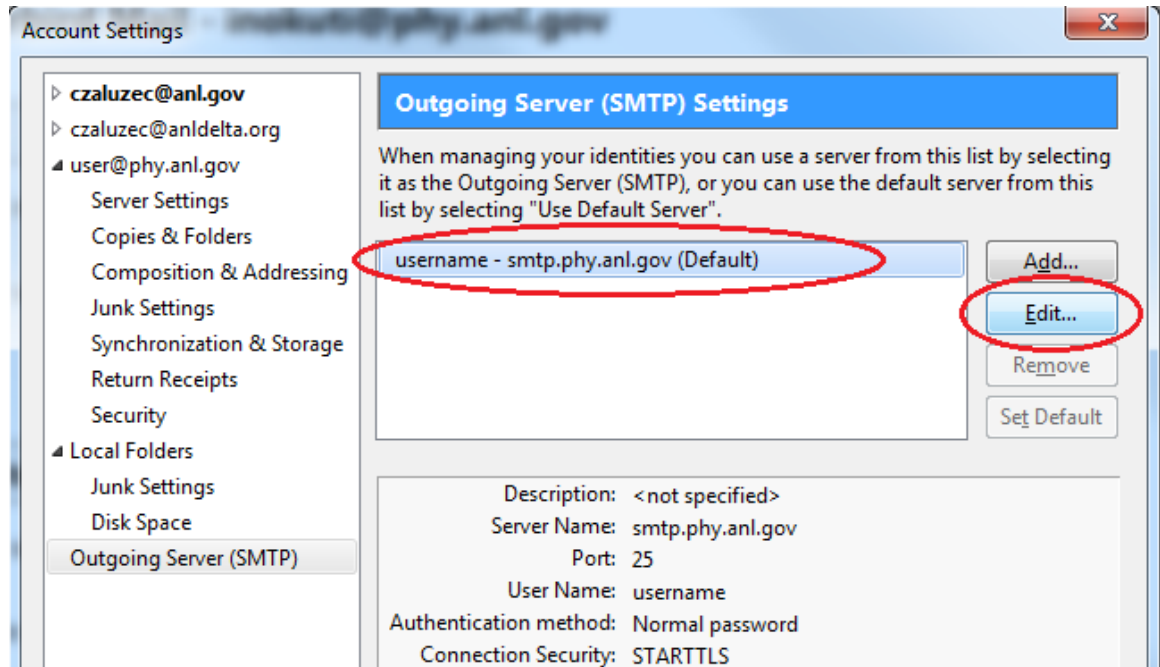 Account Settings
czaluzec@anl.gov
czaluzec@anldelta.org
user@phy.anl.gov
Server Settings
Copies & Folders
Composition & Addressing
Junk Settings
Synchronization & Storage
Return Receipts
Security
Local Folders
Junk Settings
Disk Space
Outgoing Server (SMTP)
Outgoing Server (SMTP) Settings
When managing your identities you can use a server from this list by selecting
it as the Outgoing Server (SMTP), or you can use the default server from this
list by selecting "Use Default Server".
username - smtp.phy.anl.gov (Default)
Add...
Edit...
Remove
Set Default
Description: <not specified>
Server Name: smtp.phy.anl.gov
Port: 25
User Name: username
Authentication method: Normal password
Connection Security: STARTTLS